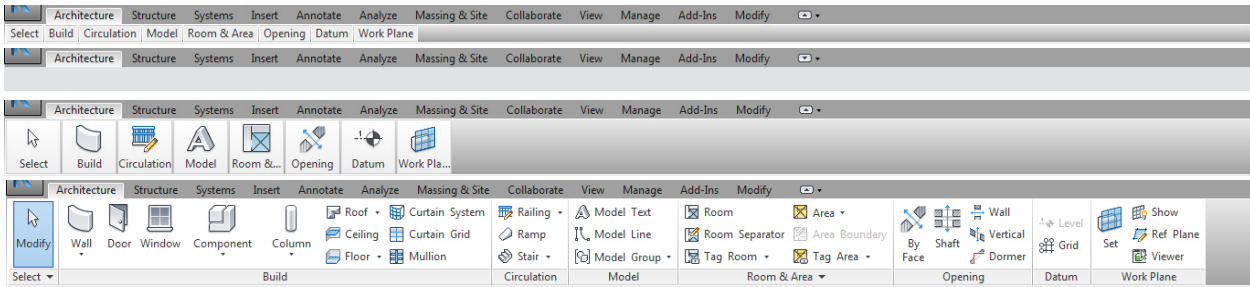 Architecture Structure Systems Insert Annotate Analyze Massing & Site Collaborate View Manage Add-Ins Modify
Select Build Circulation Model Room & Area Opening Datum Work Plane
Architecture Structure Systems Insert Annotate Analyze Massing & Site Collaborate View Manage Add-Ins Modify
Architecture Structure Systems Insert Annotate Analyze Massing & Site Collaborate View Manage Add-Ins Modify
Select Build Circulation Model Room &... Opening Datum Work Pla...
Architecture Structure Systems Insert Annotate Analyze Massing & Site Collaborate View Manage Add-Ins Modify
Roof Curtain System Railing Model Text Room Area Wall Show
Modify Wall Door Window Component Column Ceiling Curtain Grid Ramp Model Line Room Separator Area Boundary By Face Shaft Vertical Level Grid Set Ref Plane
Floor Mullion Stair Model Group Tag Room Tag Area Dormer Viewer
Select Build Circulation Model Room & Area Opening Datum Work Plane